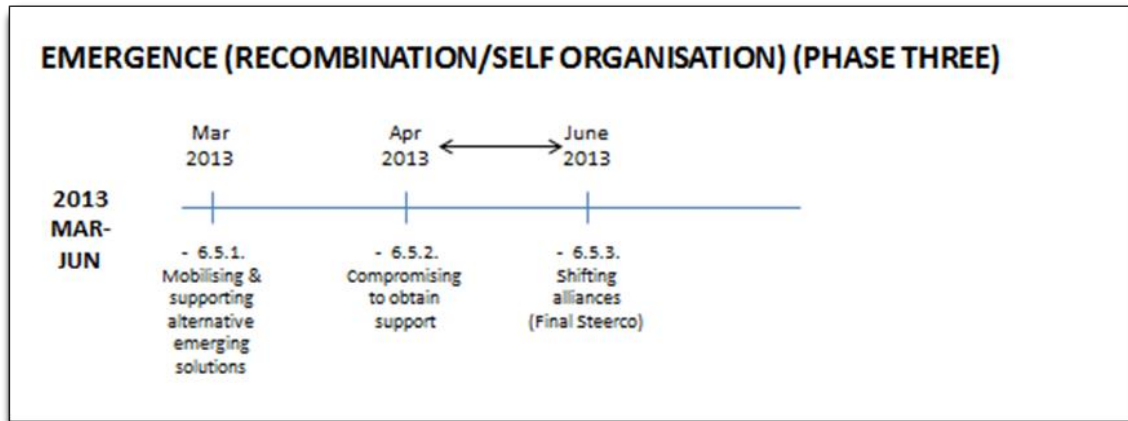 EMERGENCE (RECOMBINATION/SELF ORGANISATION) (PHASE THREE)
Mar
2013
Apr
2013
June
2013
2013
MAR-
JUN
- 6.5.1.
Mobilising &
supporting
alternative
emerging
solutions
- 6.5.2.
Compromising
to obtain
support
- 6.5.3.
Shifting
alliances
(Final Steerco)